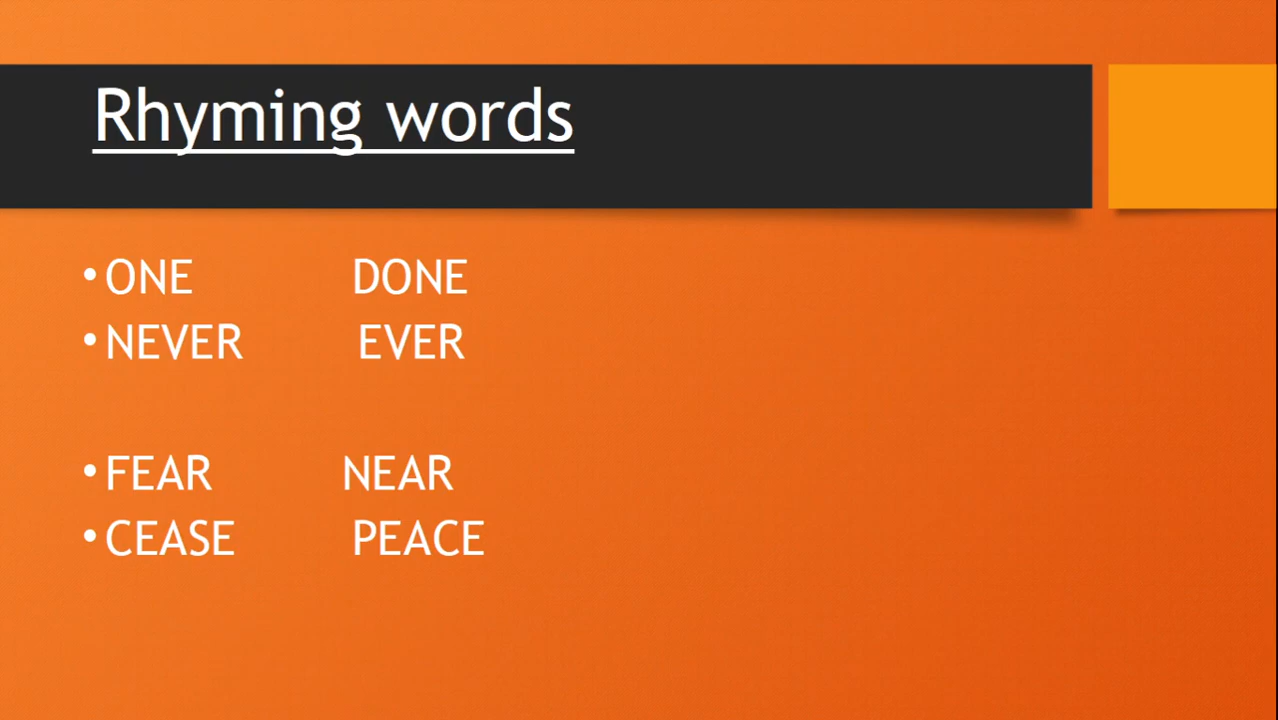 Rhyming words
•ONE DONE
•NEVER EVER
•FEAR NEAR
•CEASE PEACE